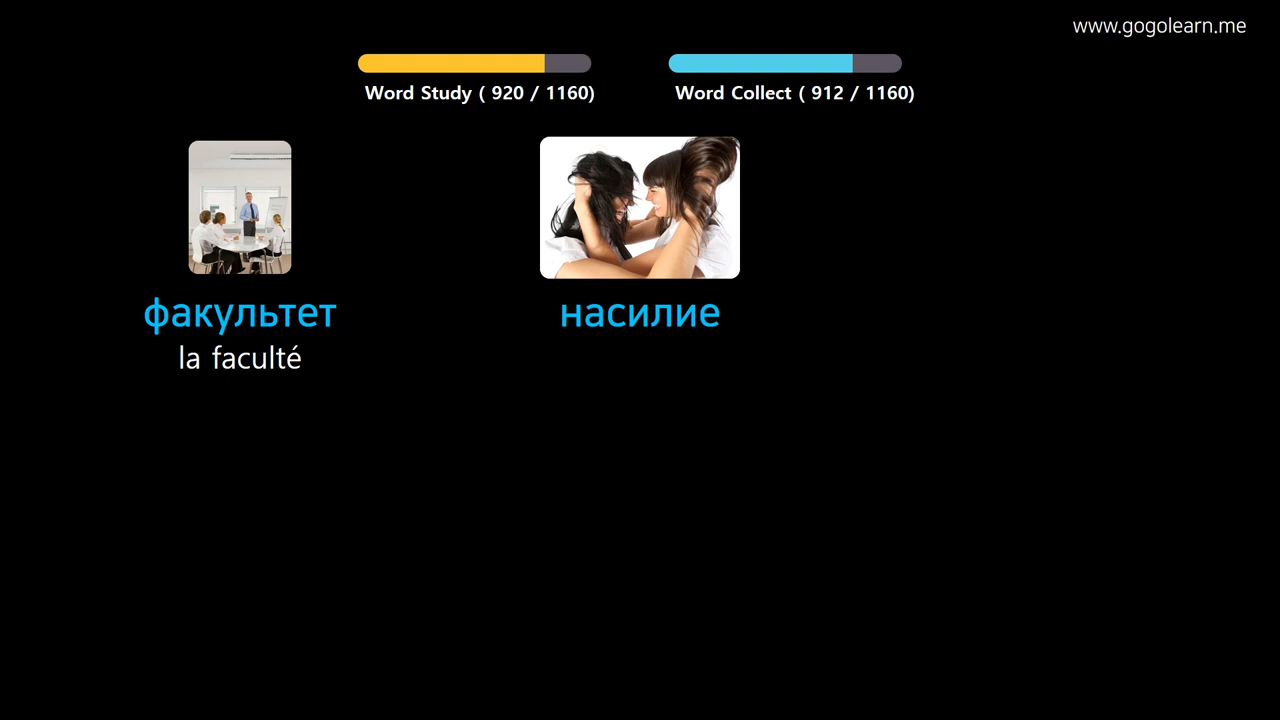 www.gogolearn.me
Word Study ( 920 / 1160)
Word Collect ( 912 / 1160)
факультет
la faculté
насилие